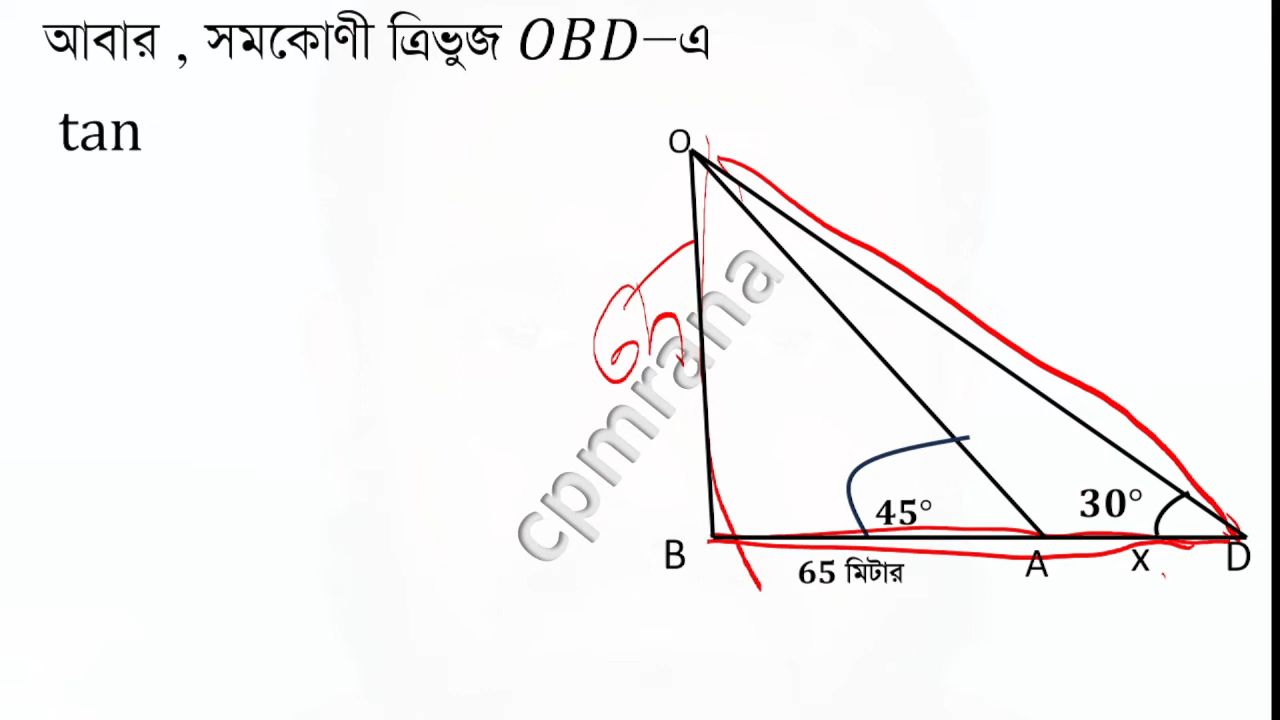 আবার , সমকোণী ত্রিভুজ OBD−এ
tan
O
cpmrana
45°
30°
B
65 মিটার
A
x
D